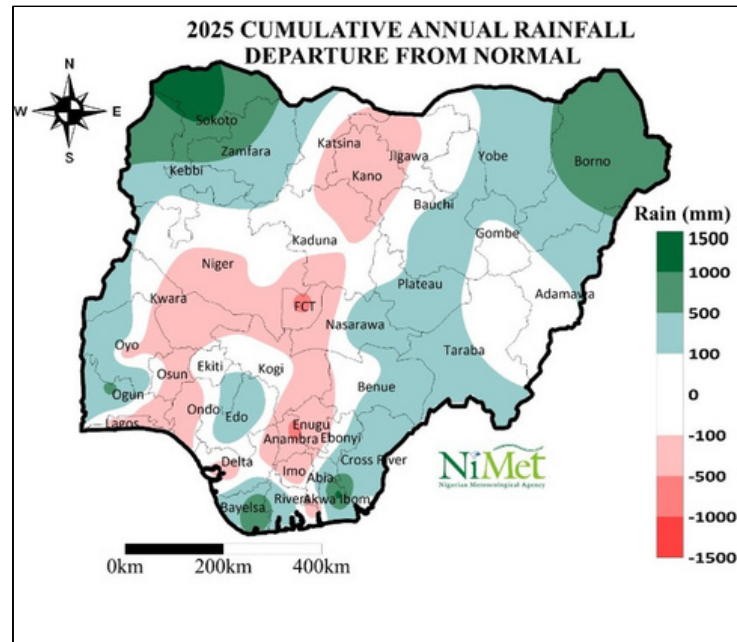 2025 CUMULATIVE ANNUAL RAINFALL
DEPARTURE FROM NORMAL
N
W E
S
Sokoto
Zamfara
Kebbi
Katsina
Jigawa
Kano
Yobe
Borno
Bauchi
Gombe
Kaduna
Niger
Plateau
Adamawa
Kwara
FCT
Nasarawa
Taraba
Oyo
Osun
Ekiti
Kogi
Benue
Ogun
Ondo
Edo
Lagos
Enugu
Anambra
Ebonyi
Delta
Imo
Abia
Cross River
Bayelsa
Rivers
Akwa Ibom
Rain (mm)
1500
1000
500
100
0
-100
-500
-1000
-1500
NiMet
Nigerian Meteorological Agency
0km 200km 400km